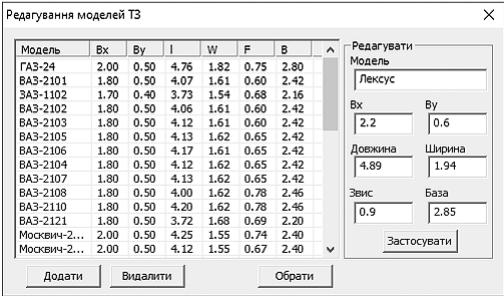 Редагування моделей ТЗ
Модель Bx By l W F B
ГАЗ-24 2.00 0.50 4.76 1.82 0.75 2.80
ВАЗ-2101 1.80 0.50 4.07 1.61 0.60 2.42
ЗАЗ-1102 1.70 0.40 3.73 1.54 0.68 2.16
ВАЗ-2102 1.80 0.50 4.06 1.61 0.60 2.42
ВАЗ-2103 1.80 0.50 4.12 1.61 0.60 2.42
ВАЗ-2105 1.80 0.50 4.13 1.62 0.65 2.42
ВАЗ-2106 1.80 0.50 4.17 1.61 0.65 2.42
ВАЗ-2104 1.80 0.50 4.12 1.62 0.65 2.42
ВАЗ-2107 1.80 0.50 4.13 1.62 0.65 2.42
ВАЗ-2108 1.80 0.50 4.00 1.62 0.78 2.46
ВАЗ-2110 1.80 0.50 4.20 1.62 0.78 2.46
ВАЗ-2121 1.80 0.50 3.72 1.68 0.69 2.20
Москвич-2... 2.00 0.50 4.25 1.55 0.74 2.40
Москвич-2... 2.00 0.50 4.12 1.55 0.67 2.40
Додати Видалити Обрати
Редагувати
Модель
Лексус
Bx By
2.2 0.6
Довжина Ширина
4.89 1.94
Звис База
0.9 2.85
Застосувати